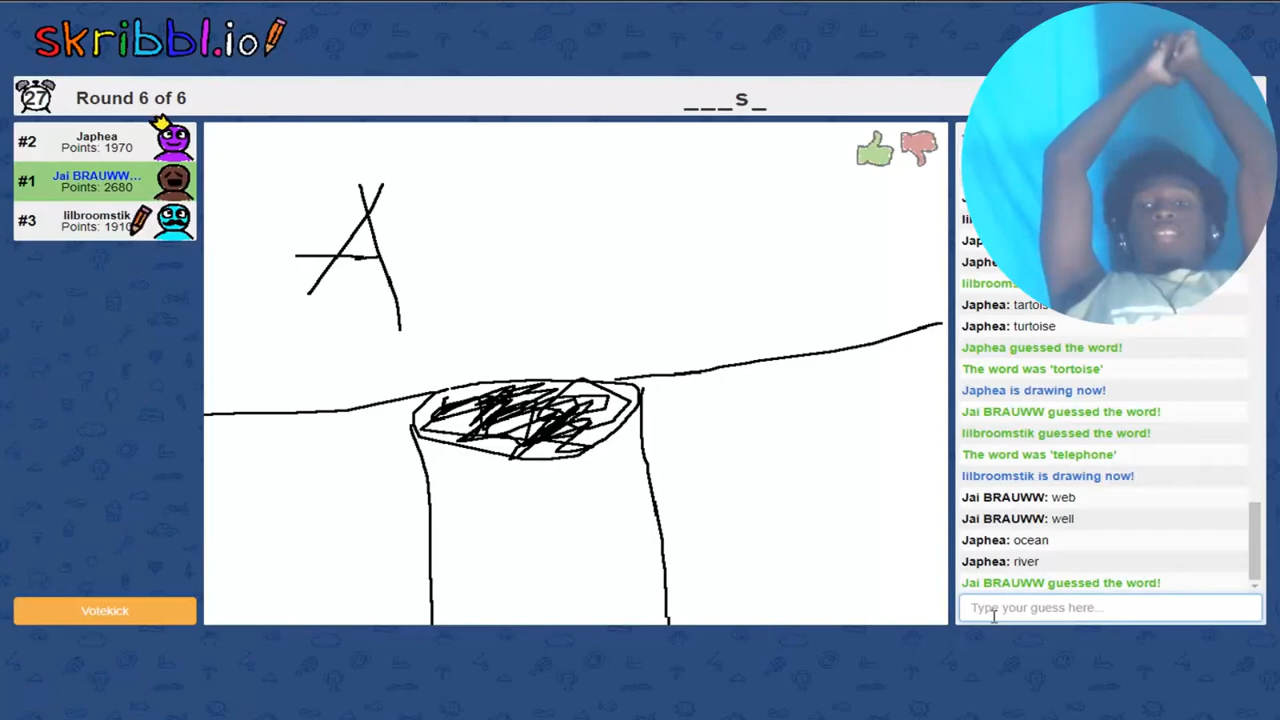 skribbl.io
27
Round 6 of 6
___s_
#2
Japhea
Points: 1970
#1
Jai BRAUWW...
Points: 2680
#3
lilbroomstik
Points: 1910
A
Japhea: turtoise
Japhea guessed the word!
The word was 'tortoise'
Japhea is drawing now!
Jai BRAUWW guessed the word!
lilbroomstik guessed the word!
The word was 'telephone'
lilbroomstik is drawing now!
Jai BRAUWW: web
Jai BRAUWW: well
Japhea: ocean
Japhea: river
Jai BRAUWW guessed the word!
Type your guess here...
Votekick